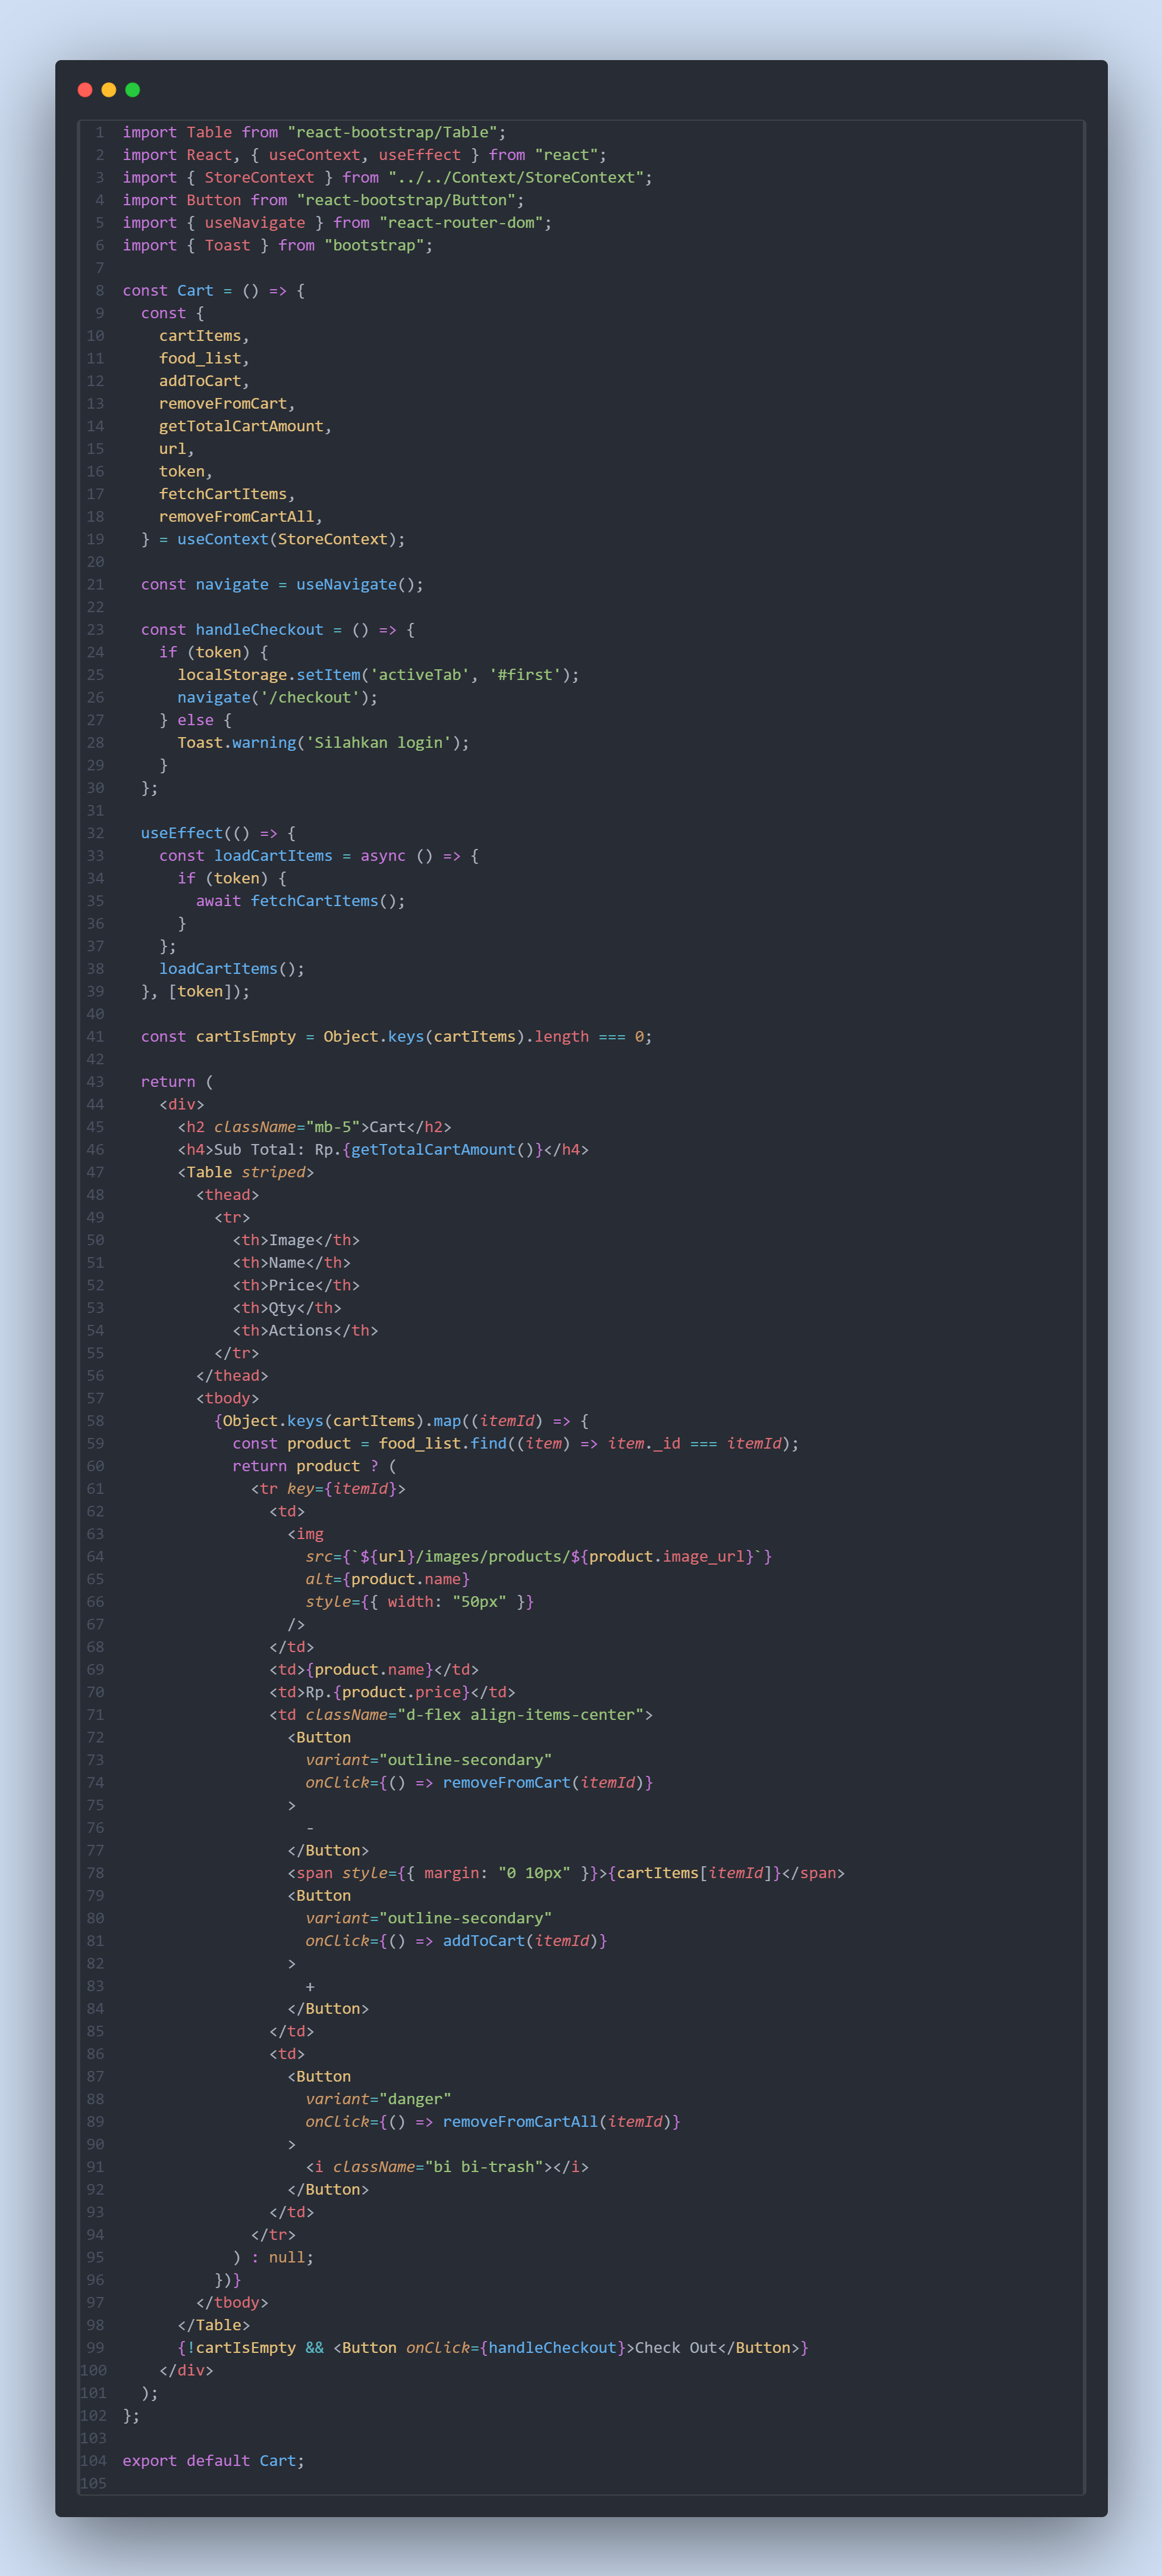 1 import Table from "react-bootstrap/Table";
2 import React, { useContext, useEffect } from "react";
3 import { StoreContext } from "../../Context/StoreContext";
4 import Button from "react-bootstrap/Button";
5 import { useNavigate } from "react-router-dom";
6 import { Toast } from "bootstrap";
7
8 const Cart = () => {
9   const {
10     cartItems,
11     food_list,
12     addToCart,
13     removeFromCart,
14     getTotalCartAmount,
15     url,
16     token,
17     fetchCartItems,
18     removeFromCartAll,
19   } = useContext(StoreContext);
20
21   const navigate = useNavigate();
22
23   const handleCheckout = () => {
24     if (token) {
25       localStorage.setItem('activeTab', '#first');
26       navigate('/checkout');
27     } else {
28       Toast.warning('Silahkan login');
29     }
30   };
31
32   useEffect(() => {
33     const loadCartItems = async () => {
34       if (token) {
35         await fetchCartItems();
36       }
37     };
38     loadCartItems();
39   }, [token]);
40
41   const cartIsEmpty = Object.keys(cartItems).length === 0;
42
43   return (
44     <div>
45       <h2 className="mb-5">Cart</h2>
46       <h4>Sub Total: Rp.{getTotalCartAmount()}</h4>
47       <Table striped>
48         <thead>
49           <tr>
50             <th>Image</th>
51             <th>Name</th>
52             <th>Price</th>
53             <th>Qty</th>
54             <th>Actions</th>
55           </tr>
56         </thead>
57         <tbody>
58           {Object.keys(cartItems).map((itemId) => {
59             const product = food_list.find((item) => item._id === itemId);
60             return product ? (
61               <tr key={itemId}>
62                 <td>
63                   <img
64                     src={`${url}/images/products/${product.image_url}`}
65                     alt={product.name}
66                     style={{ width: "50px" }}
67                   />
68                 </td>
69                 <td>{product.name}</td>
70                 <td>Rp.{product.price}</td>
71                 <td className="d-flex align-items-center">
72                   <Button
73                     variant="outline-secondary"
74                     onClick={() => removeFromCart(itemId)}
75                   >
76                     -
77                   </Button>
78                   <span style={{ margin: "0 10px" }}>{cartItems[itemId]}</span>
79                   <Button
80                     variant="outline-secondary"
81                     onClick={() => addToCart(itemId)}
82                   >
83                     +
84                   </Button>
85                 </td>
86                 <td>
87                   <Button
88                     variant="danger"
89                     onClick={() => removeFromCartAll(itemId)}
90                   >
91                     <i className="bi bi-trash"></i>
92                   </Button>
93                 </td>
94               </tr>
95             ) : null;
96           })}
97         </tbody>
98       </Table>
99       {!cartIsEmpty && <Button onClick={handleCheckout}>Check Out</Button>}
100     </div>
101   );
102 };
103
104 export default Cart;
105